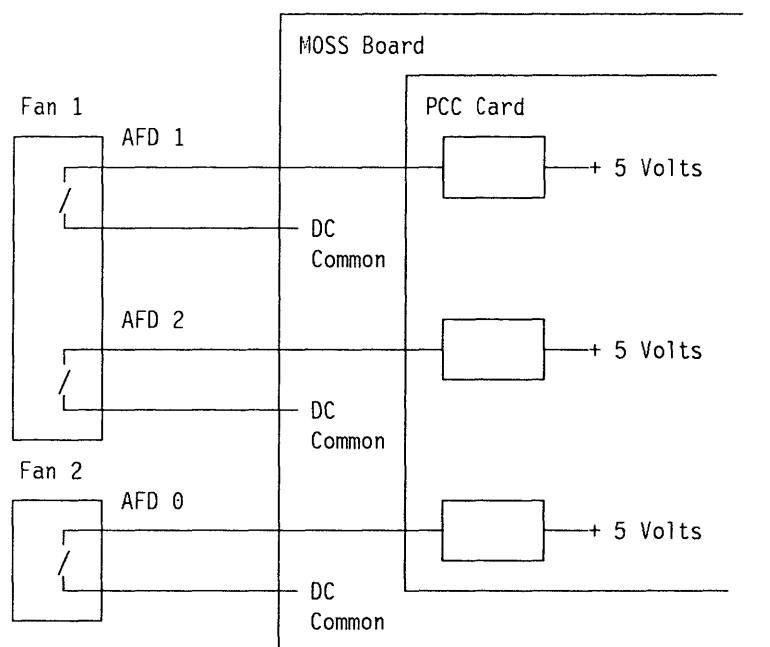 MOSS Board
Fan 1
PCC Card
AFD 1
+ 5 Volts
DC
Common
AFD 2
+ 5 Volts
DC
Common
Fan 2
AFD 0
+ 5 Volts
DC
Common